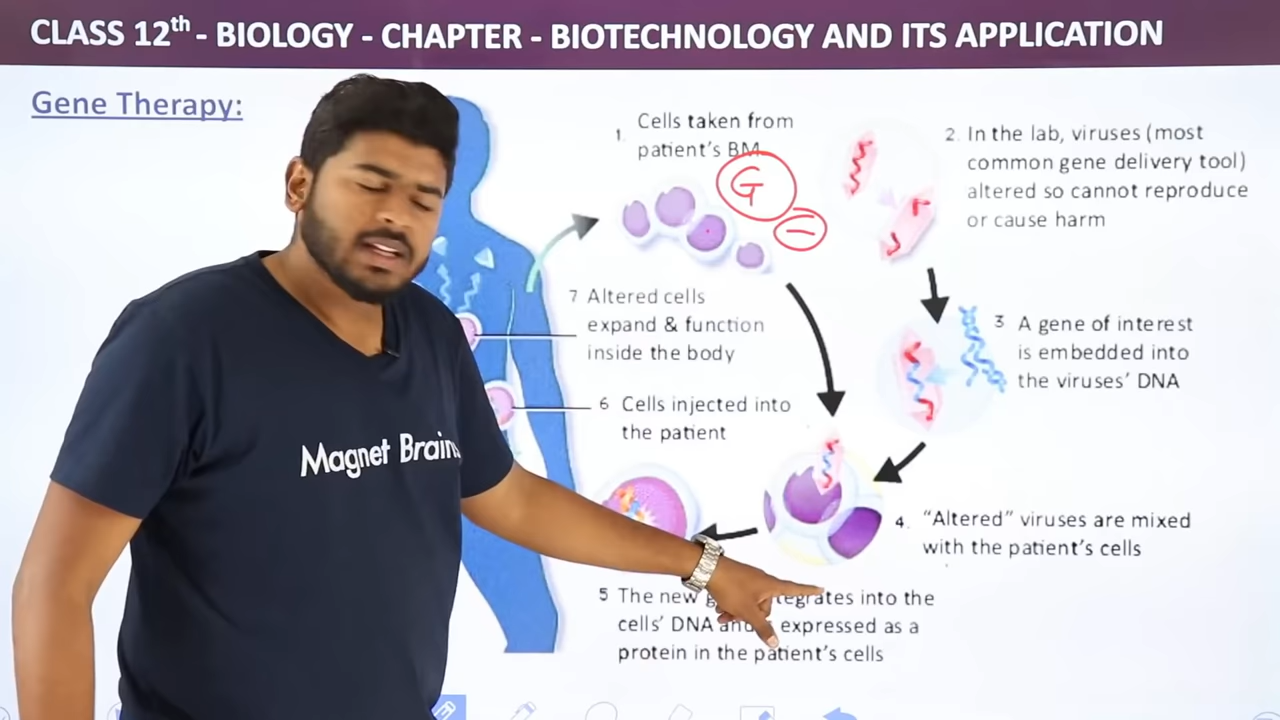 CLASS 12th - BIOLOGY - CHAPTER - BIOTECHNOLOGY AND ITS APPLICATION
Gene Therapy:
1. Cells taken from
patient's BM
G
2. In the lab, viruses (most
common gene delivery tool)
altered so cannot reproduce
or cause harm
3 A gene of interest
is embedded into
the viruses' DNA
4. “Altered” viruses are mixed
with the patient's cells
5 The new
into the
cells' DNA
expressed as a
protein in the patient's cells
6 Cells injected into
the patient
7 Altered cells
expand & function
inside the body
Magnet Brains